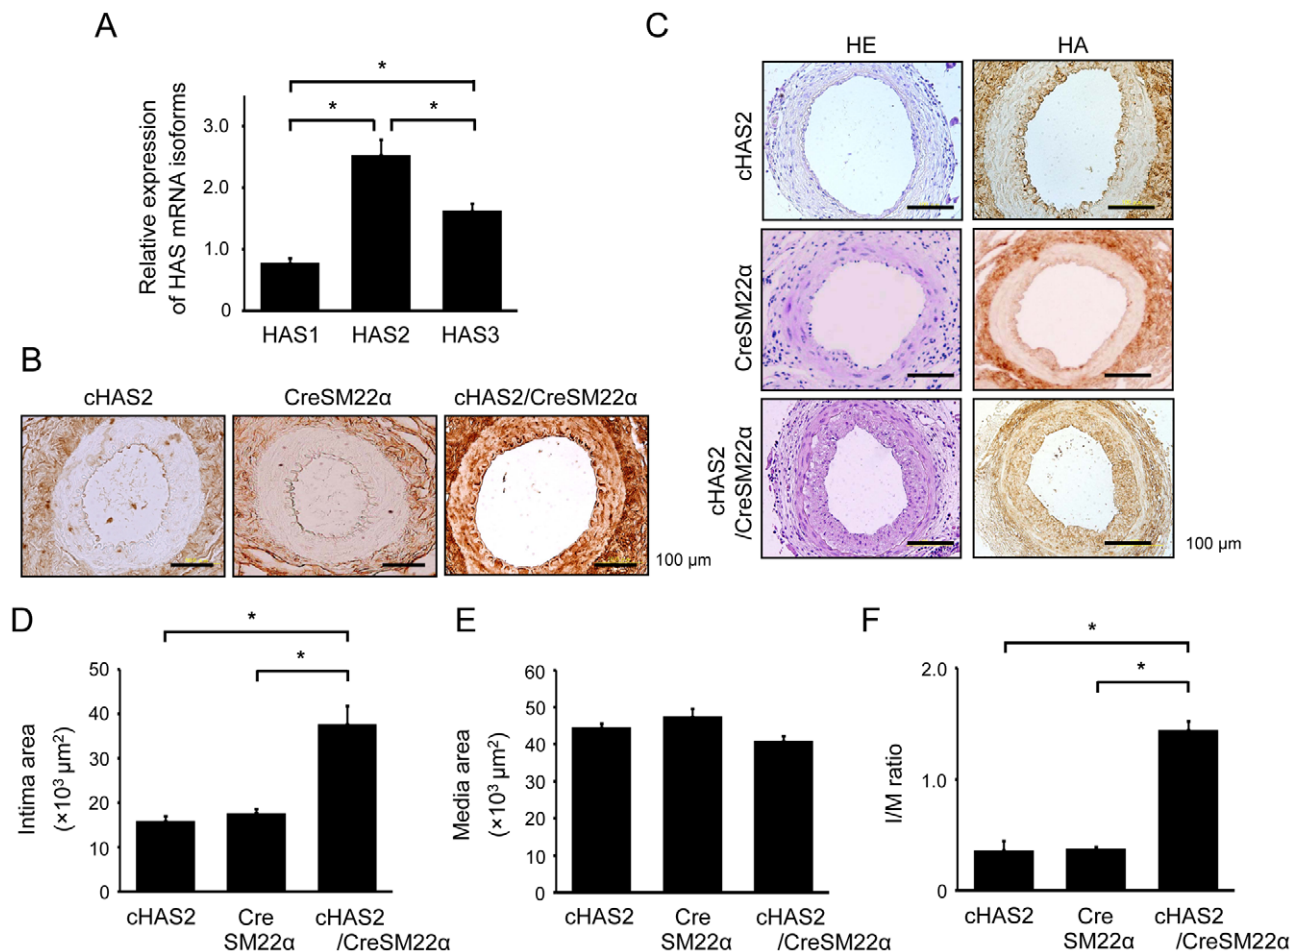 A
Relative expression
of HAS mRNA isoforms
3.0
2.0
1.0
0
*
*
*
HAS1 HAS2 HAS3
B
cHAS2 CreSM22α cHAS2/CreSM22α
100 µm
C
HE HA
cHAS2
CreSM22α
cHAS2
/CreSM22α
100 µm
D
Intima area
(×10³ µm²)
50
40
30
20
10
0
*
*
cHAS2 Cre cHAS2
SM22α /CreSM22α
E
Media area
(×10³ µm²)
60
50
40
30
20
10
0
cHAS2 Cre cHAS2
SM22α /CreSM22α
F
I/M ratio
2.0
1.0
0
*
*
cHAS2 Cre cHAS2
SM22α /CreSM22α